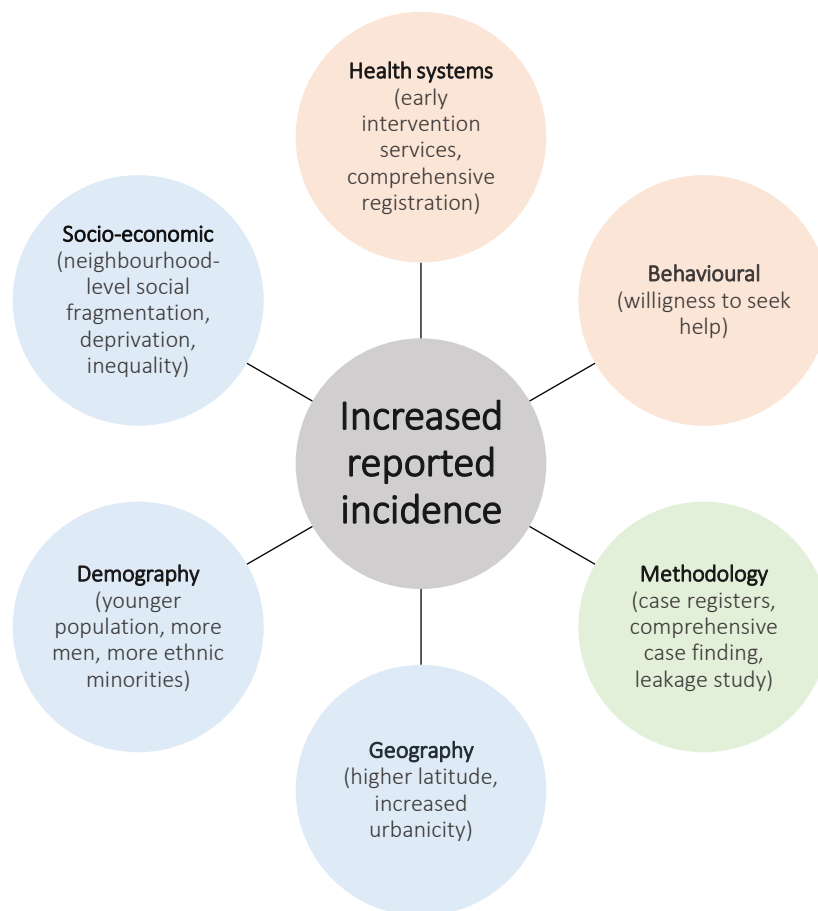 Health systems
(early
intervention
services,
comprehensive
registration)
Socio-economic
(neighbourhood-
level social
fragmentation,
deprivation,
inequality)
Behavioural
(willigness to seek
help)
Increased
reported
incidence
Demography
(younger
population, more
men, more ethnic
minorities)
Methodology
(case registers,
comprehensive
case finding,
leakage study)
Geography
(higher latitude,
increased
urbanicity)